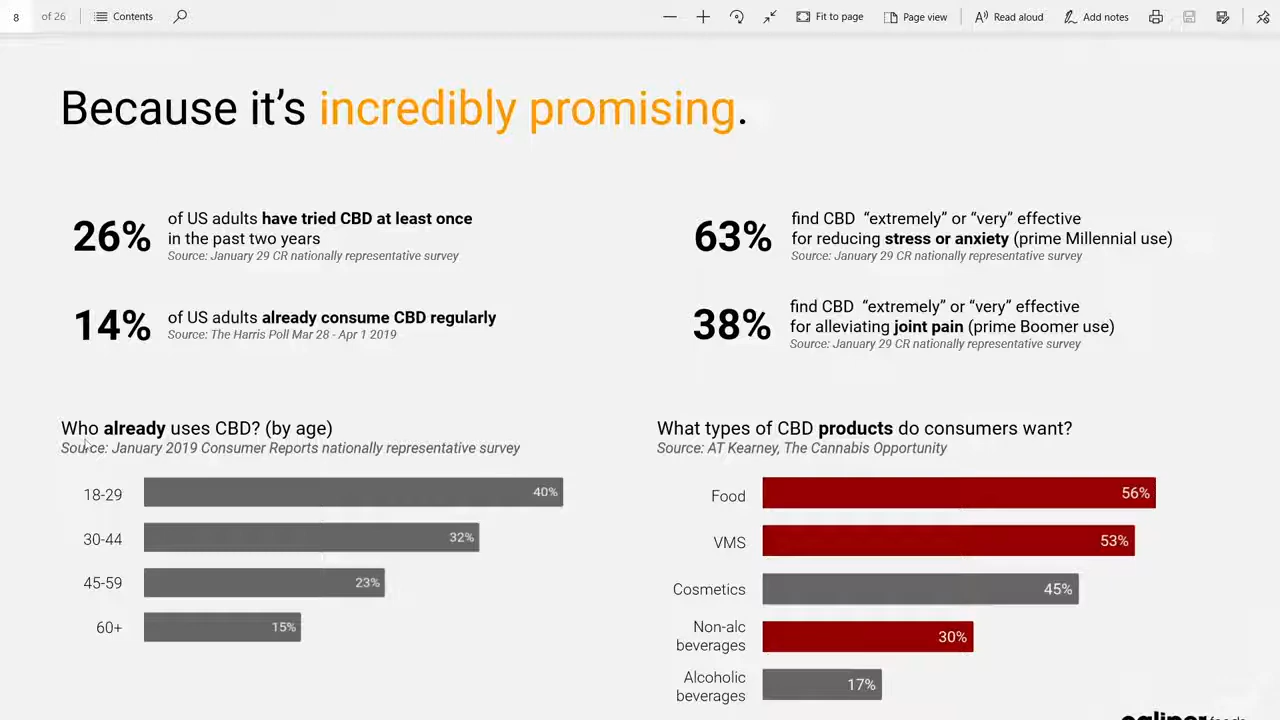 8 of 26 Contents Fit to page Page view Read aloud Add notes
Because it's incredibly promising.
26%
of US adults have tried CBD at least once
in the past two years
Source: January 29 CR nationally representative survey
14%
of US adults already consume CBD regularly
Source: The Harris Poll Mar 28 - Apr 1 2019
63%
find CBD “extremely” or “very” effective
for reducing stress or anxiety (prime Millennial use)
Source: January 29 CR nationally representative survey
38%
find CBD “extremely” or “very” effective
for alleviating joint pain (prime Boomer use)
Source: January 29 CR nationally representative survey
Who already uses CBD? (by age)
Source: January 2019 Consumer Reports nationally representative survey
18-29 40%
30-44 32%
45-59 23%
60+ 15%
What types of CBD products do consumers want?
Source: AT Kearney, The Cannabis Opportunity
Food 56%
VMS 53%
Cosmetics 45%
Non-alc
beverages 30%
Alcoholic
beverages 17%